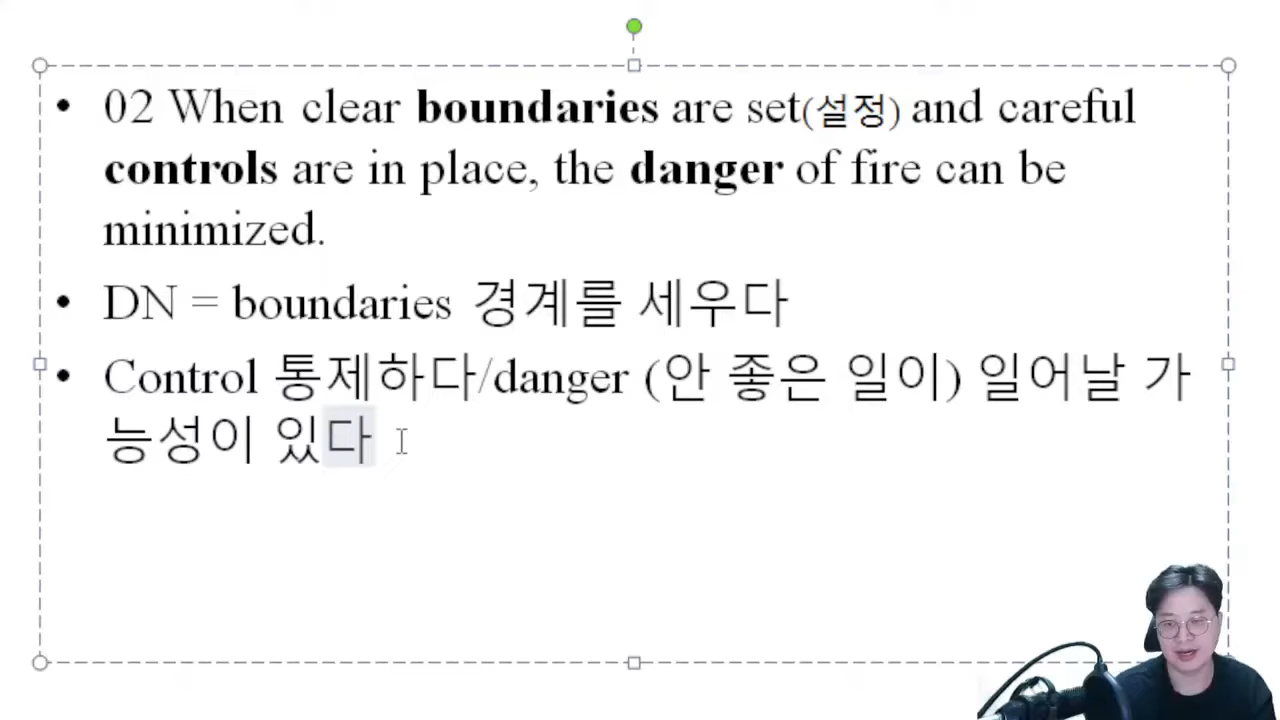 • 02 When clear boundaries are set(설정) and careful
controls are in place, the danger of fire can be
minimized.
• DN = boundaries 경계를 세우다
• Control 통제하다/danger (안 좋은 일이) 일어날 가
능성이 있다